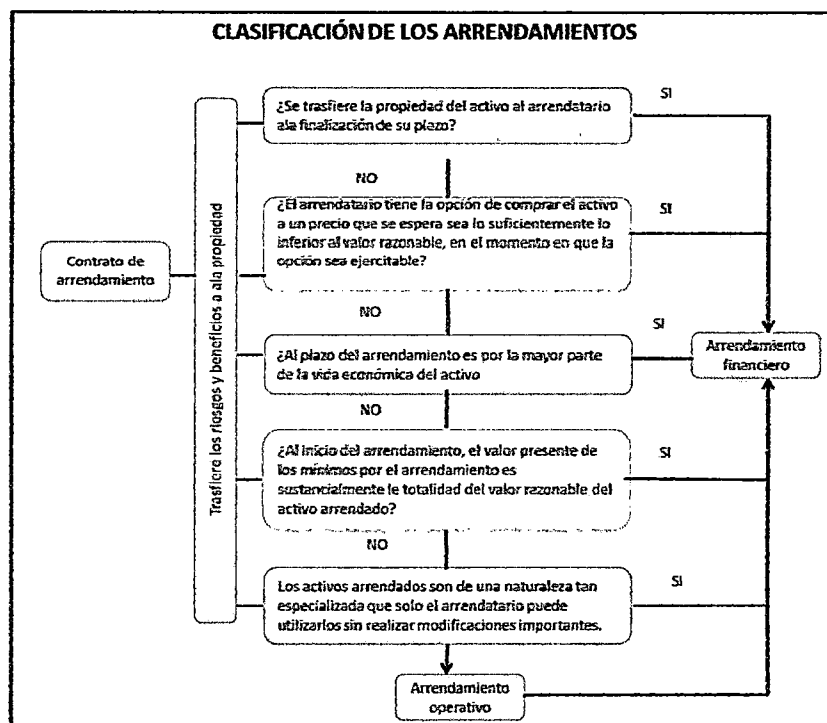 CLASIFICACIÓN DE LOS ARRENDAMIENTOS
Contrato de
arrendamiento
Trasfiere los riesgos y beneficios a ala propiedad
¿Se trasfiere la propiedad del activo al arrendatario
ala finalización de su plazo?
SI
NO
¿El arrendatario tiene la opción de comprar el activo
a un precio que se espera sea lo suficientemente lo
inferior al valor razonable, en el momento en que la
opción sea ejercitable?
SI
NO
¿Al plazo del arrendamiento es por la mayor parte
de la vida económica del activo
SI
Arrendamiento
financiero
NO
¿Al inicio del arrendamiento, el valor presente de
los mínimos por el arrendamiento es
sustancialmente le totalidad del valor razonable del
activo arrendado?
SI
NO
Los activos arrendados son de una naturaleza tan
especializada que solo el arrendatario puede
utilizarlos sin realizar modificaciones importantes.
SI
Arrendamiento
operativo